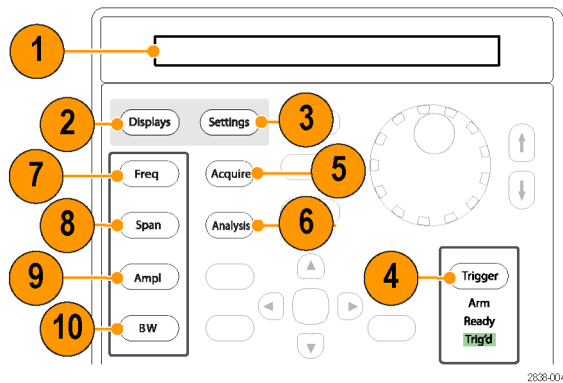 1
2
Displays
Settings
3
7
Freq
Acquire
5
8
Span
Analysis
6
9
Ampl
4
Trigger
Arm
Ready
Trig'd
10
BW
2838-004